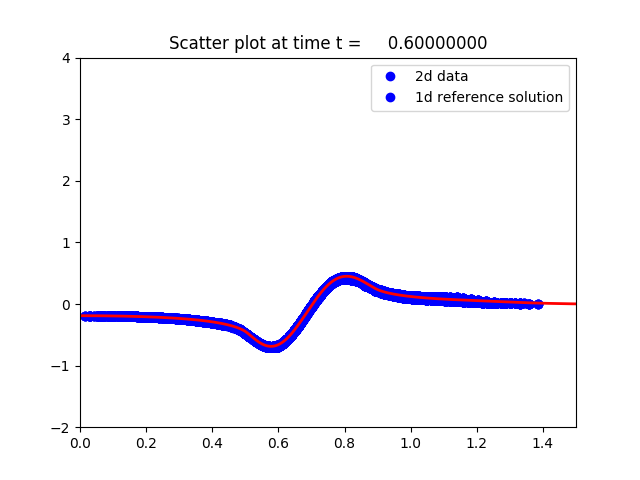 Scatter plot at time t =     0.60000000
2d data
1d reference solution
4
3
2
1
0
−1
−2
0.0 0.2 0.4 0.6 0.8 1.0 1.2 1.4